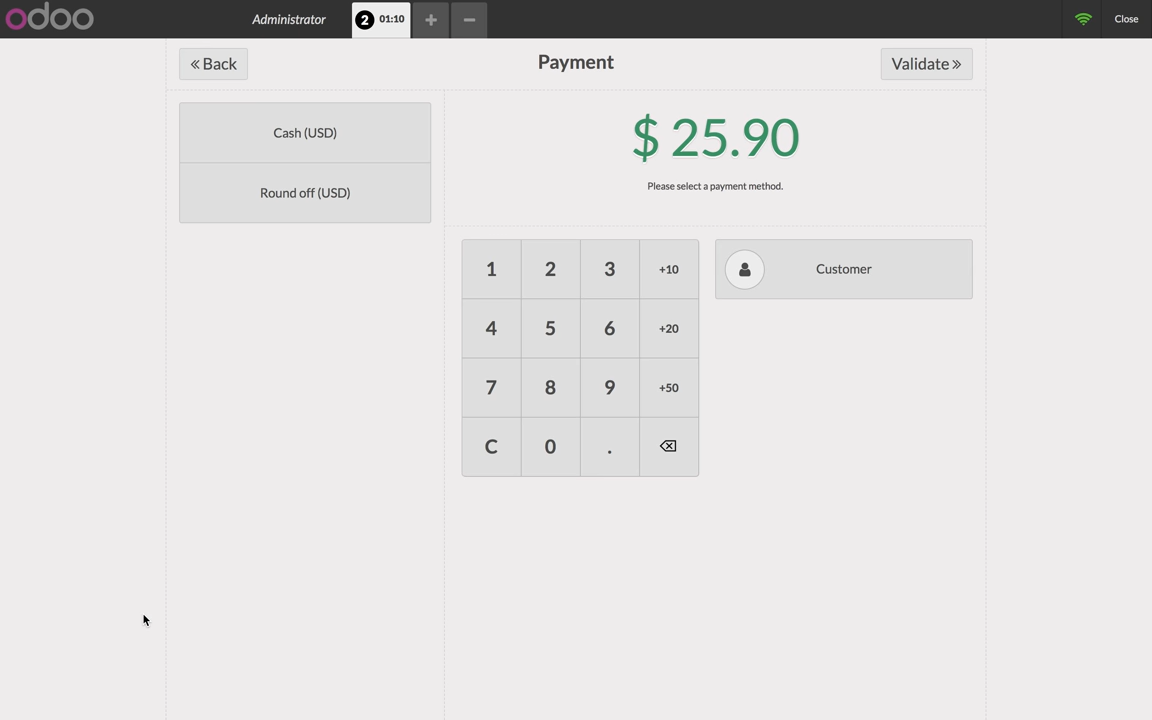 odoo
Administrator
2 01:10
Close
Back
Payment
Validate
Cash (USD)
Round off (USD)
$ 25.90
Please select a payment method.
1 2 3 +10
4 5 6 +20
7 8 9 +50
C 0 .
Customer